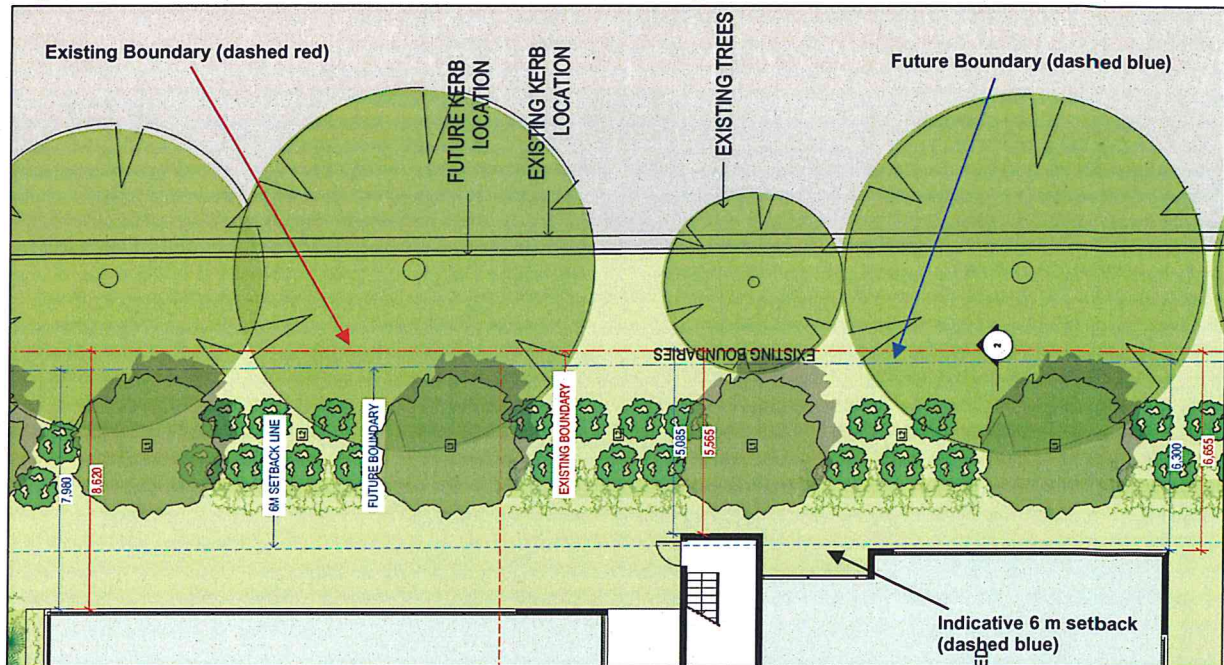 Existing Boundary (dashed red)
FUTURE KERB
LOCATION
EXISTING KERB
LOCATION
EXISTING TREES
Future Boundary (dashed blue)
EXISTING BOUNDARIES
2
7,980
8,620
6M SETBACK LINE
FUTURE BOUNDARY
EXISTING BOUNDARY
5,085
5,565
6,300
6,655
Indicative 6 m setback
(dashed blue)
ED